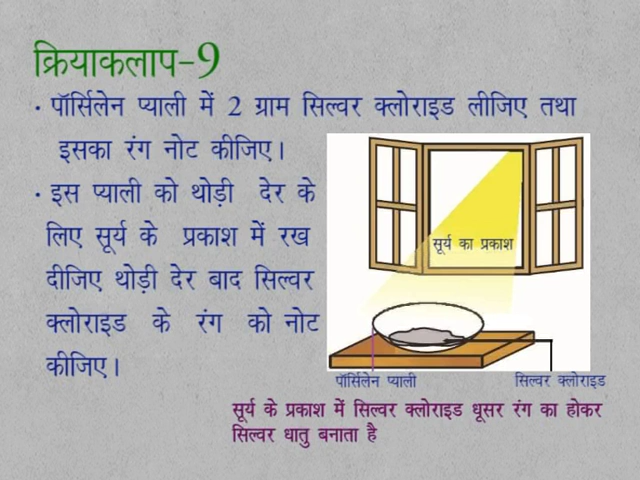 क्रियाकलाप-9
• पॉर्सिलेन प्याली में 2 ग्राम सिल्वर क्लोराइड लीजिए तथा
इसका रंग नोट कीजिए।
• इस प्याली को थोड़ी देर के
लिए सूर्य के प्रकाश में रख
दीजिए थोड़ी देर बाद सिल्वर
क्लोराइड के रंग को नोट
कीजिए।
सूर्य का प्रकाश
पॉर्सिलेन प्याली
सिल्वर क्लोराइड
सूर्य के प्रकाश में सिल्वर क्लोराइड धूसर रंग का होकर
सिल्वर धातु बनाता है